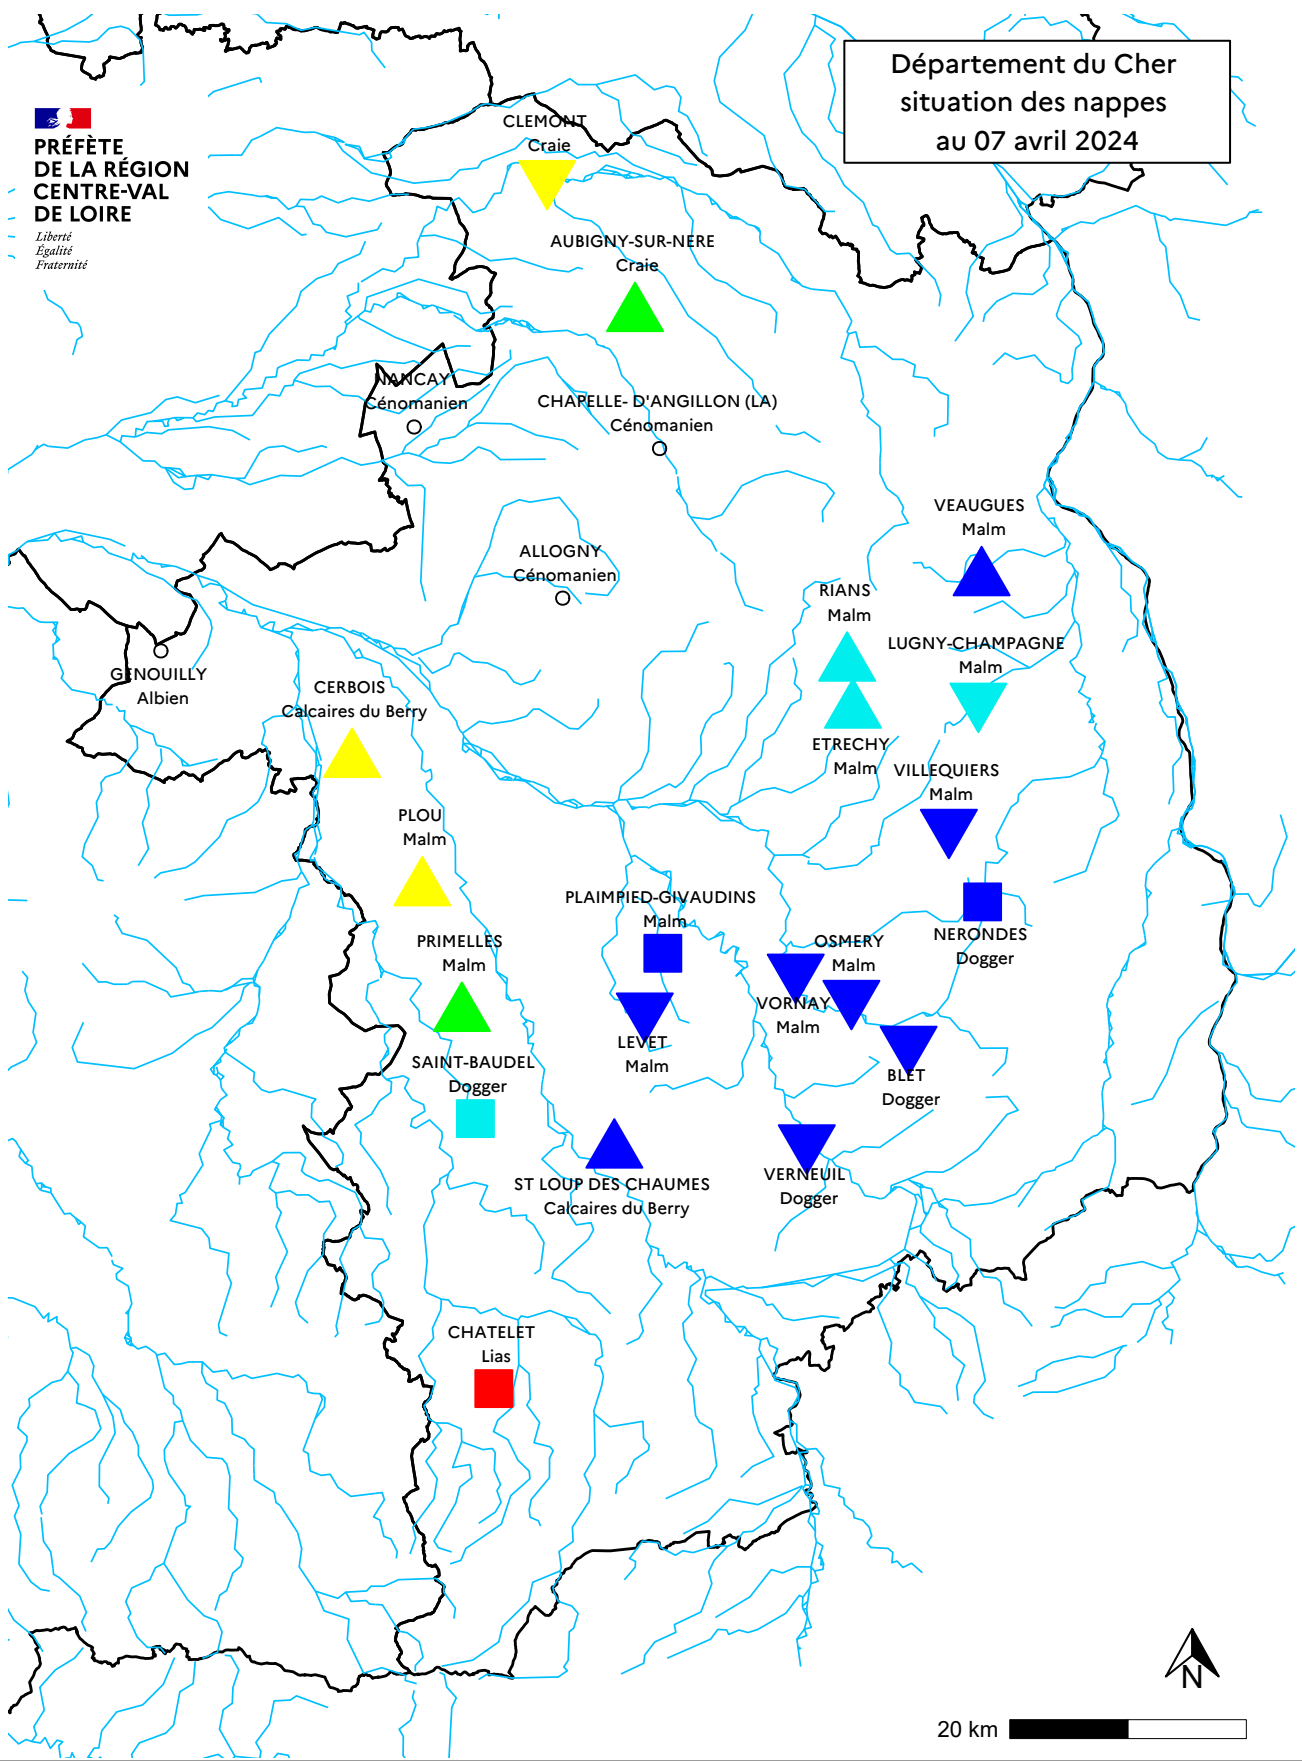 Département du Cher
situation des nappes
au 07 avril 2024
PRÉFÈTE
DE LA RÉGION
CENTRE-VAL
DE LOIRE
Liberté
Égalité
Fraternité
CLEMONT
Craie
AUBIGNY-SUR-NERE
Craie
NANCAY
Cénomanien
CHAPELLE- D'ANGILLON (LA)
Cénomanien
VEAUGUES
Malm
ALLOGNY
Cénomanien
RIANS
Malm
LUGNY-CHAMPAGNE
Malm
GENOUILLY
Albien
CERBOIS
Calcaires du Berry
ETRECHY
Malm
VILLEQUIERS
Malm
PLOU
Malm
PLAIMPIED-GIVAUDINS
Malm
NERONDES
Dogger
PRIMELLES
Malm
OSMERY
Malm
VORNAY
Malm
LEVET
Malm
SAINT-BAUDEL
Dogger
BLET
Dogger
ST LOUP DES CHAUMES
Calcaires du Berry
VERNEUIL
Dogger
CHATELET
Lias
N
20 km